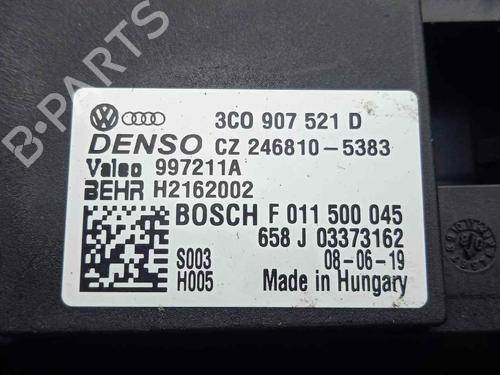 B-PARTS
3C0 907 521 D
DENSO CZ 246810-5383
Valeo 997211A
BEHR H2162002
BOSCH F 011 500 045
658 J 03373162
S003 08-06-19
H005 Made in Hungary